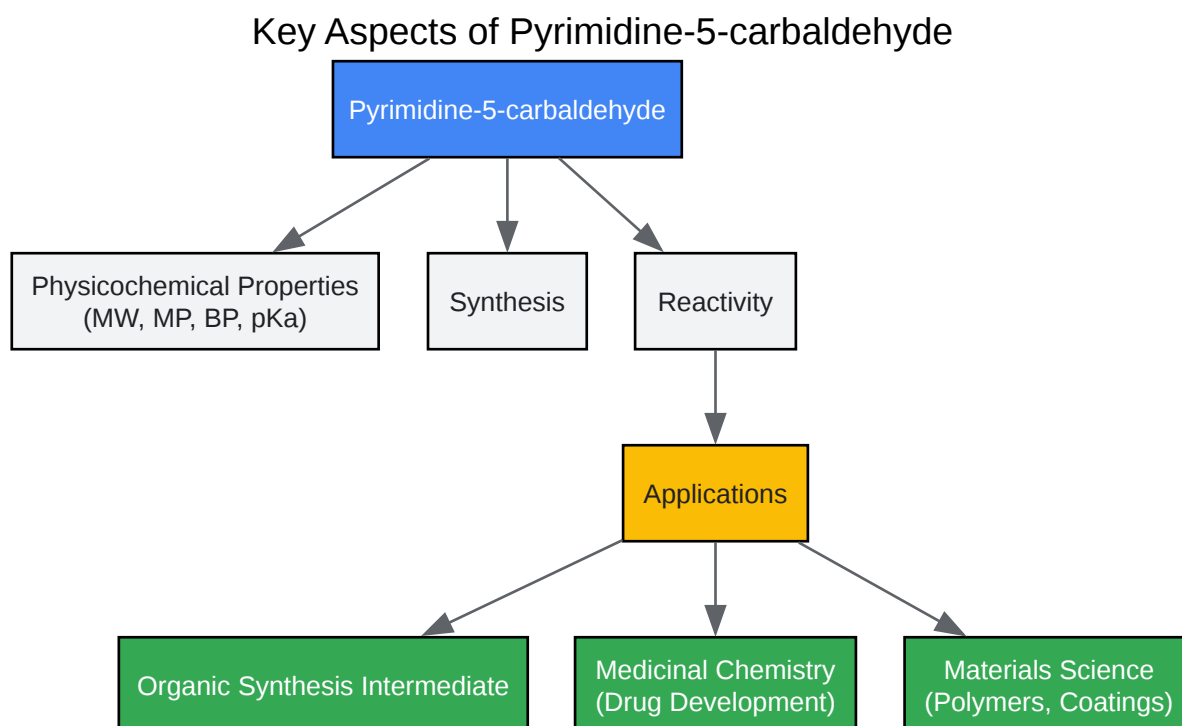 Key Aspects of Pyrimidine-5-carbaldehyde
Pyrimidine-5-carbaldehyde
Physicochemical Properties
(MW, MP, BP, pKa)
Synthesis
Reactivity
Applications
Organic Synthesis Intermediate
Medicinal Chemistry
(Drug Development)
Materials Science
(Polymers, Coatings)